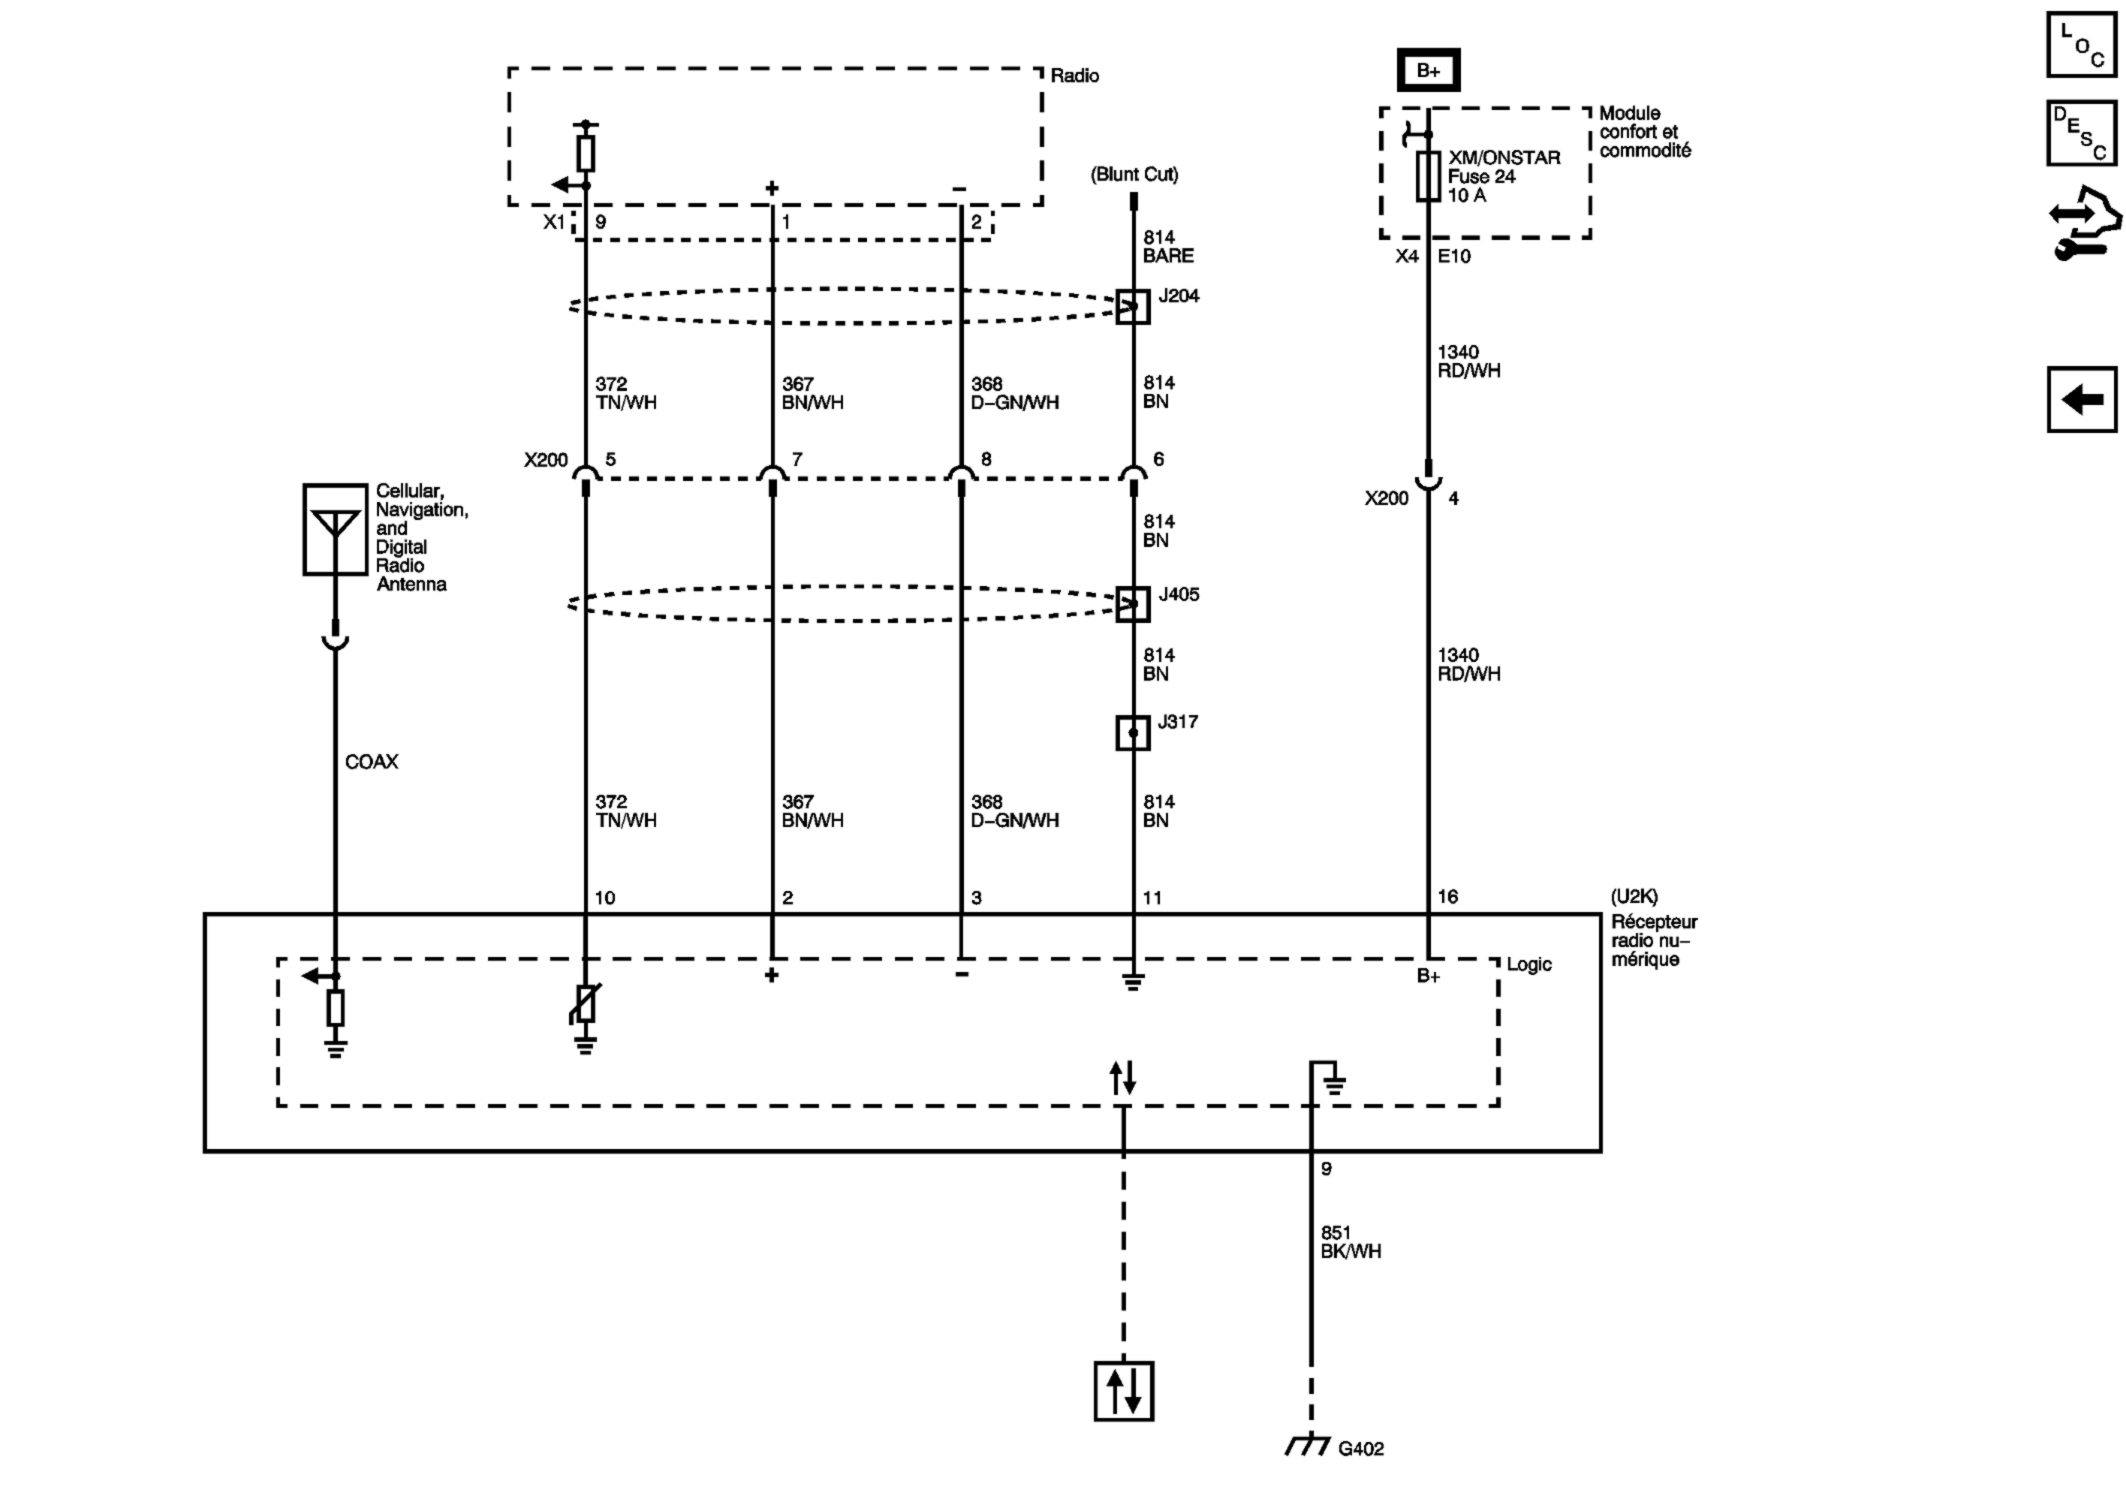 L
O
C
D
E
S
C
Radio
B+
Module
confort et
commodité
XM/ONSTAR
Fuse 24
10 A
(Blunt Cut)
+
−
X1
9
1
2
814
BARE
X4
E10
J204
1340
RD/WH
372
TN/WH
367
BN/WH
368
D–GN/WH
814
BN
X200
5
7
8
6
X200
4
Cellular,
Navigation,
and
Digital
Radio
Antenna
814
BN
J405
814
BN
1340
RD/WH
J317
COAX
372
TN/WH
367
BN/WH
368
D–GN/WH
814
BN
10
2
3
11
16
(U2K)
Récepteur
radio nu–
mérique
Logic
+
−
B+
9
851
BK/WH
G402